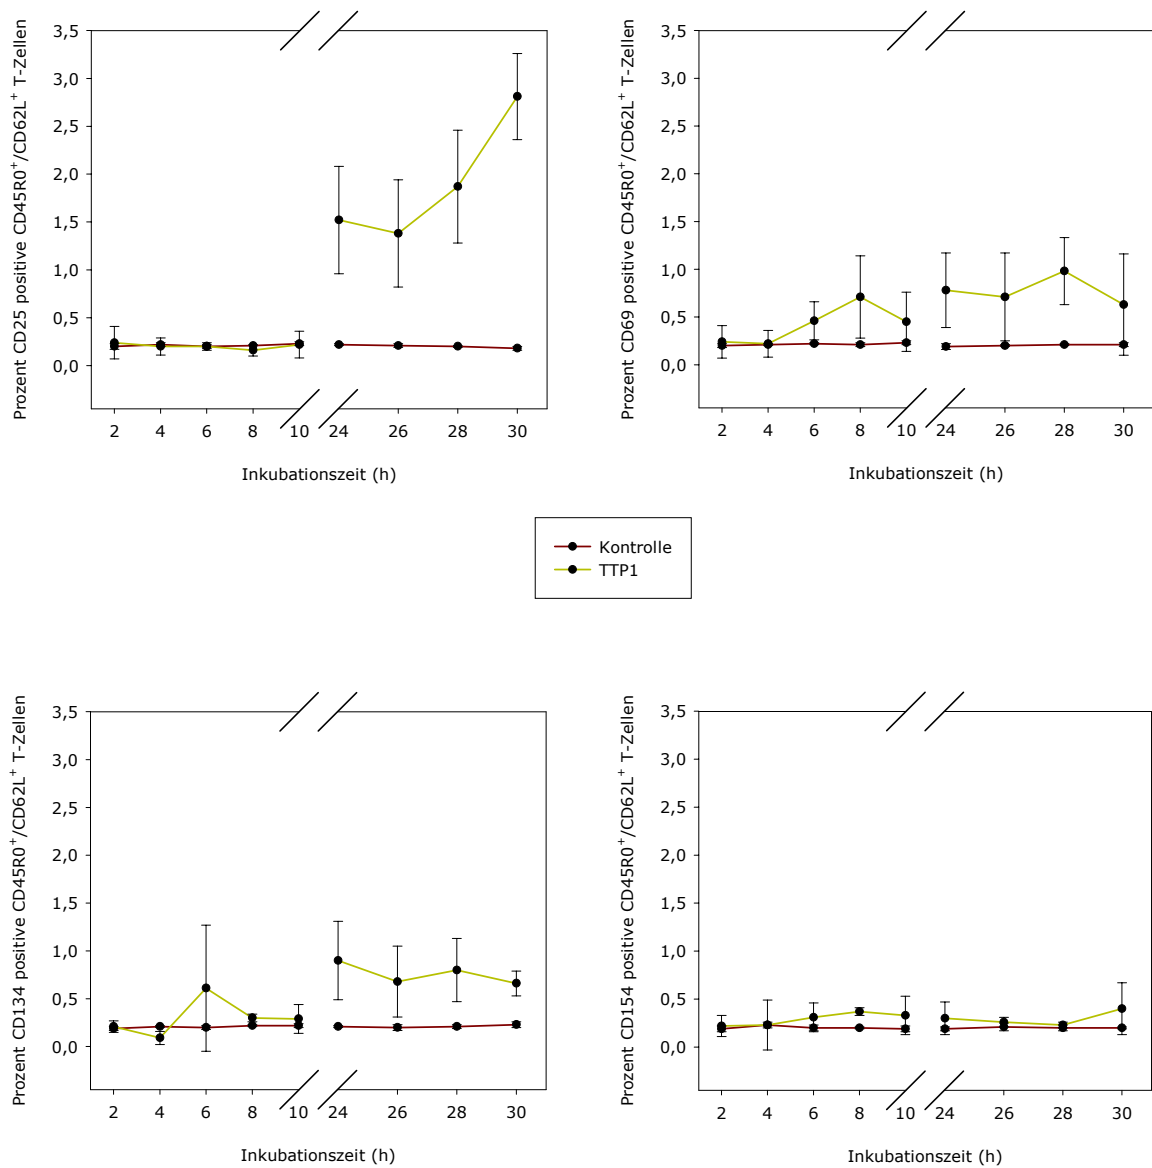 Prozent CD25 positive CD45R0⁺/CD62L⁺ T-Zellen
3,5
3,0
2,5
2,0
1,5
1,0
0,5
0,0
2 4 6 8 10 24 26 28 30
Inkubationszeit (h)
Prozent CD69 positive CD45R0⁺/CD62L⁺ T-Zellen
3,5
3,0
2,5
2,0
1,5
1,0
0,5
0,0
2 4 6 8 10 24 26 28 30
Inkubationszeit (h)
Kontrolle
TTP1
Prozent CD134 positive CD45R0⁺/CD62L⁺ T-Zellen
3,5
3,0
2,5
2,0
1,5
1,0
0,5
0,0
2 4 6 8 10 24 26 28 30
Inkubationszeit (h)
Prozent CD154 positive CD45R0⁺/CD62L⁺ T-Zellen
3,5
3,0
2,5
2,0
1,5
1,0
0,5
0,0
2 4 6 8 10 24 26 28 30
Inkubationszeit (h)